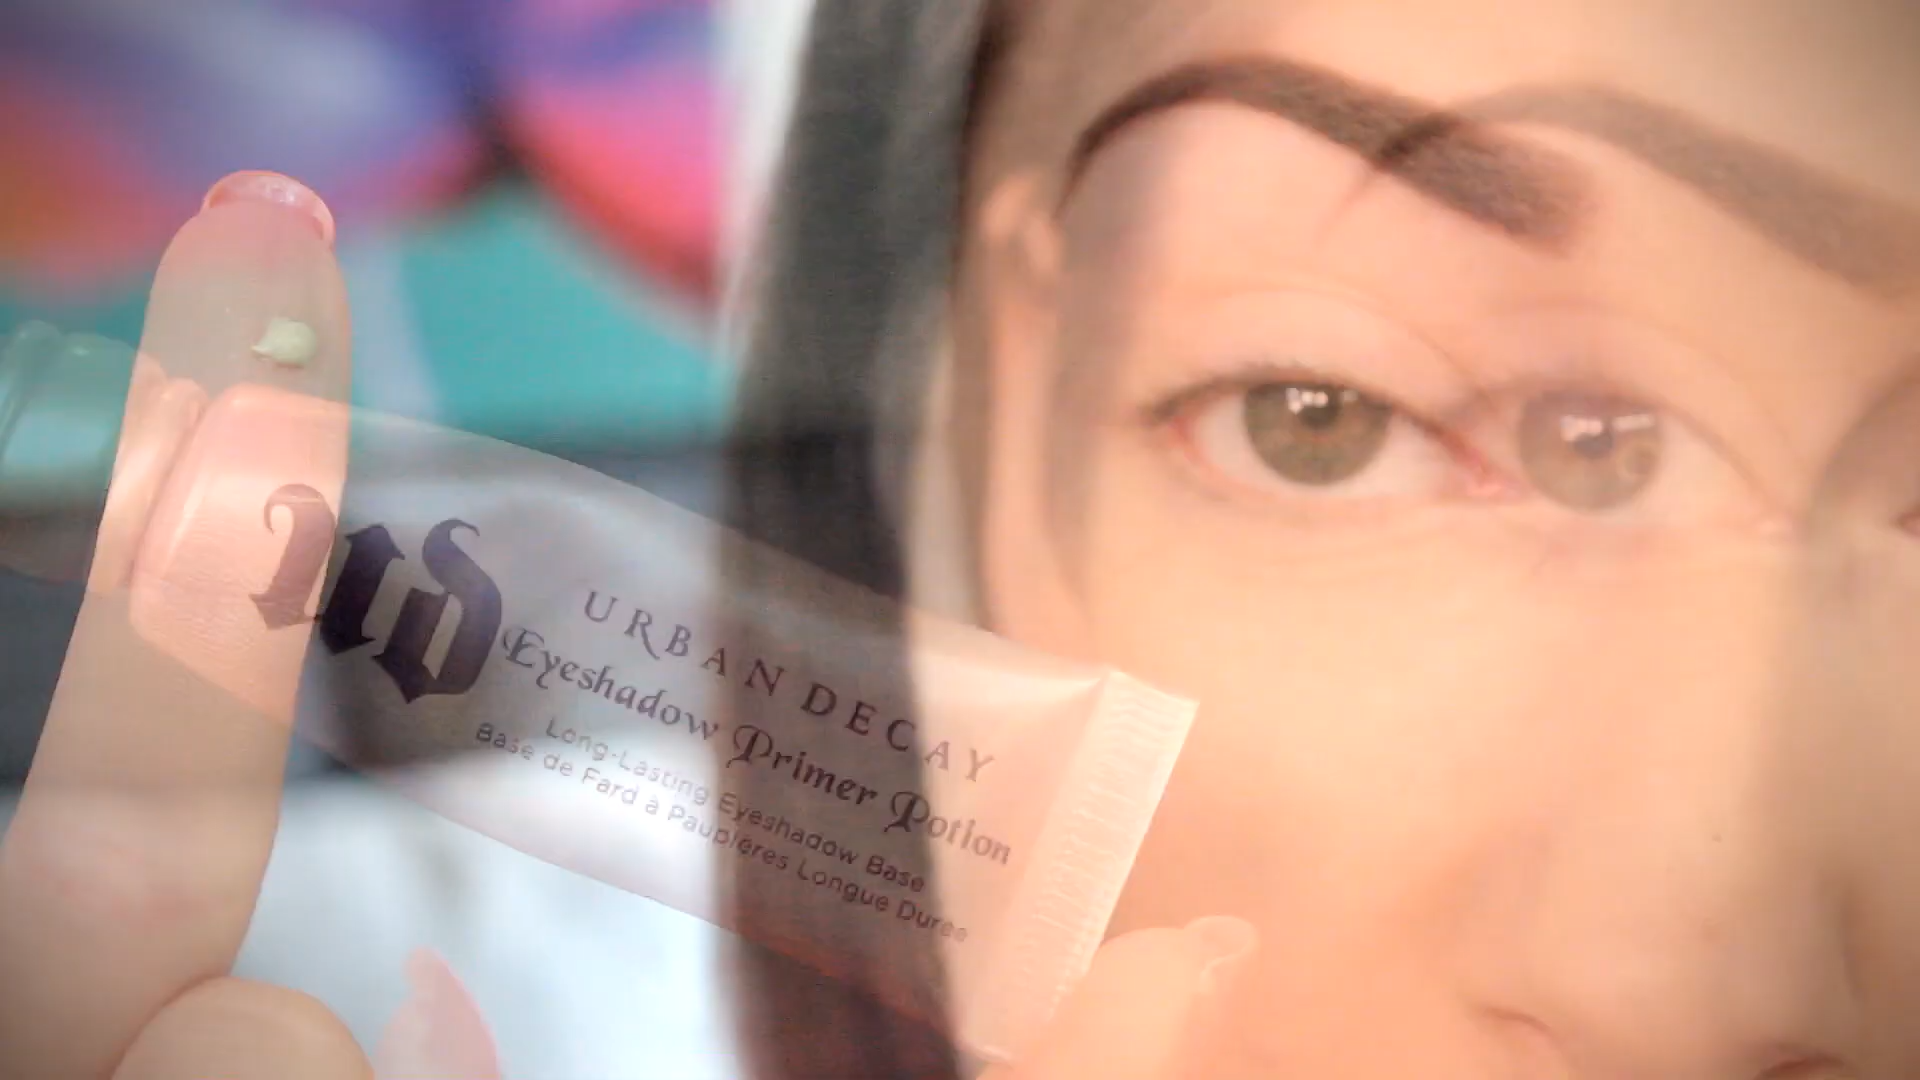 UD
URBAN DECAY
Eyeshadow Primer Potion
Long-Lasting Eyeshadow Base
Base de Fard à Paupières Longue Durée